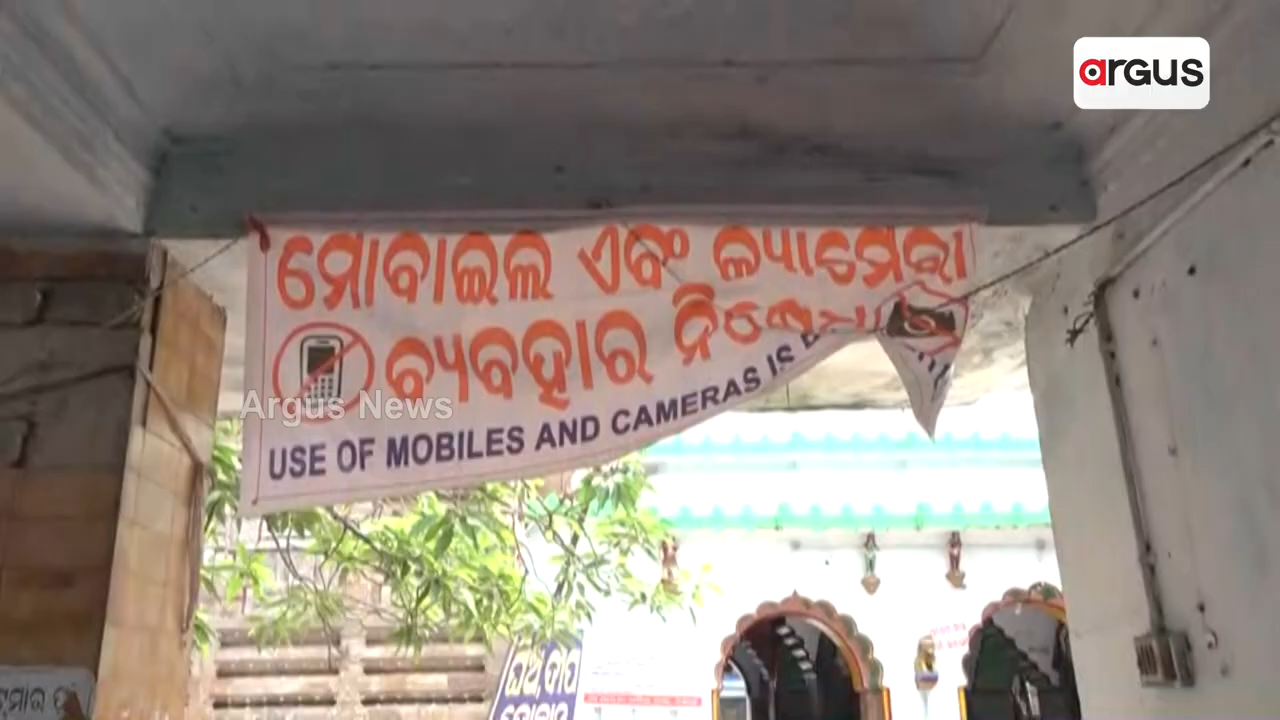 argus
ମୋବାଇଲ ଏବଂ କ୍ୟାମେରା
ବ୍ୟବହାର ନିଷେଧ
Argus News
USE OF MOBILES AND CAMERAS IS
ଘିଅ, ଦୀପ